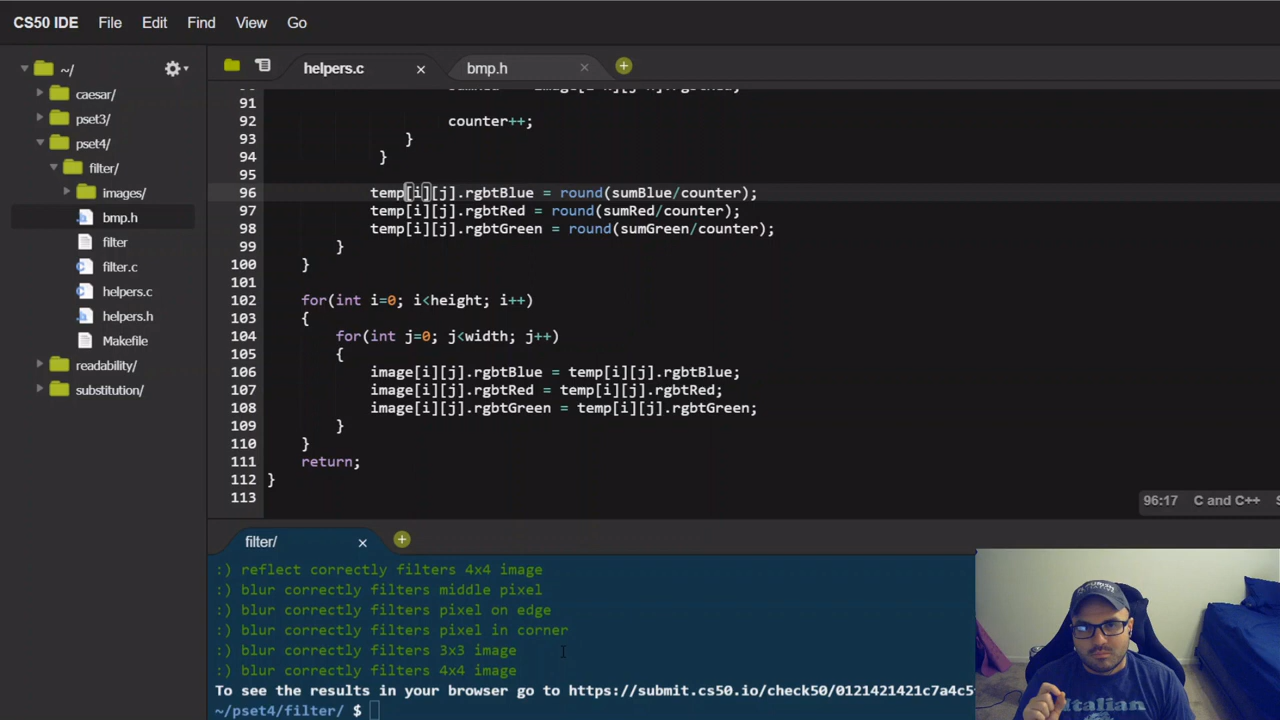 CS50 IDE File Edit Find View Go
~/
helpers.c
bmp.h
caesar/
pset3/
pset4/
filter/
images/
bmp.h
filter
filter.c
helpers.c
helpers.h
Makefile
readability/
substitution/
91
92 counter++;
93 }
94 }
95
96 temp[i][j].rgbtBlue = round(sumBlue/counter);
97 temp[i][j].rgbtRed = round(sumRed/counter);
98 temp[i][j].rgbtGreen = round(sumGreen/counter);
99 }
100 }
101
102 for(int i=0; i<height; i++)
103 {
104 for(int j=0; j<width; j++)
105 {
106 image[i][j].rgbtBlue = temp[i][j].rgbtBlue;
107 image[i][j].rgbtRed = temp[i][j].rgbtRed;
108 image[i][j].rgbtGreen = temp[i][j].rgbtGreen;
109 }
110 }
111 return;
112 }
113
96:17 C and C++
filter/
:) reflect correctly filters 4x4 image
:) blur correctly filters middle pixel
:) blur correctly filters pixel on edge
:) blur correctly filters pixel in corner
:) blur correctly filters 3x3 image
:) blur correctly filters 4x4 image
To see the results in your browser go to https://submit.cs50.io/check50/0121421421c7a4c5
~/pset4/filter/ $
Italian